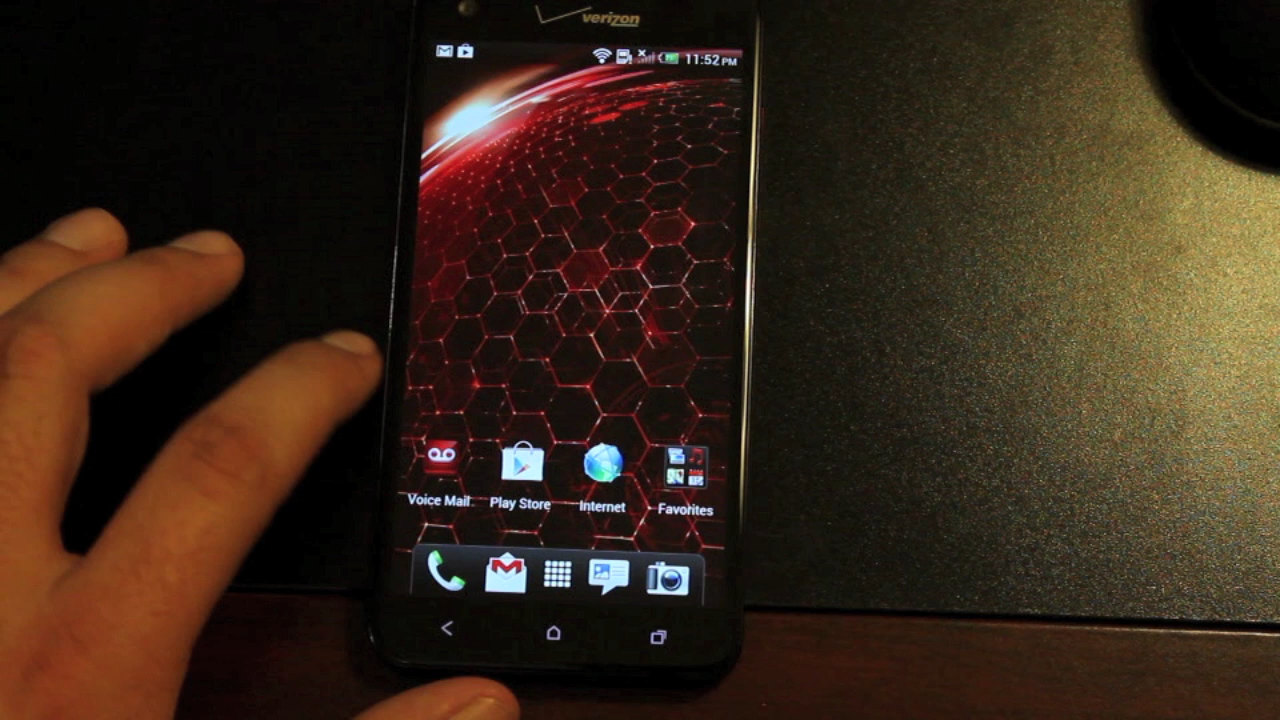 verizon
11:52 PM
Voice Mail
Play Store
Internet
Favorites